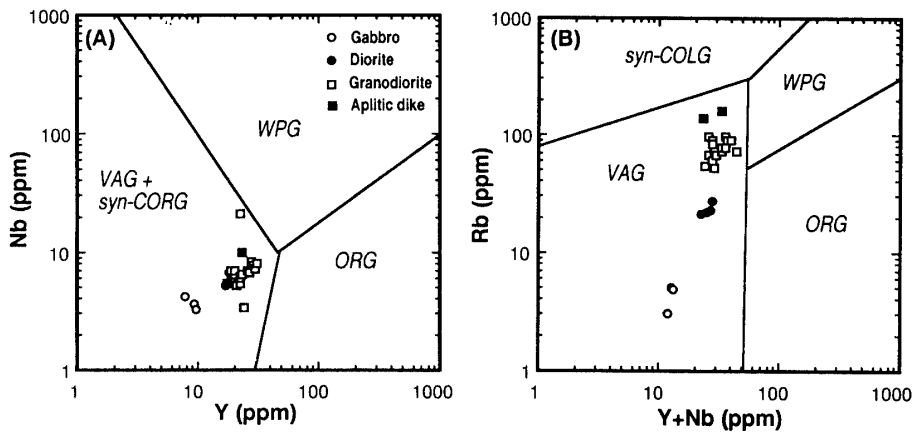 (A)
Gabbro
Diorite
Granodiorite
Aplitic dike
WPG
VAG +
syn-CORG
ORG
1000
100
10
1
Nb (ppm)
1 10 100 1000
Y (ppm)
(B)
syn-COLG
WPG
VAG
ORG
1000
100
10
1
Rb (ppm)
1 10 100 1000
Y+Nb (ppm)